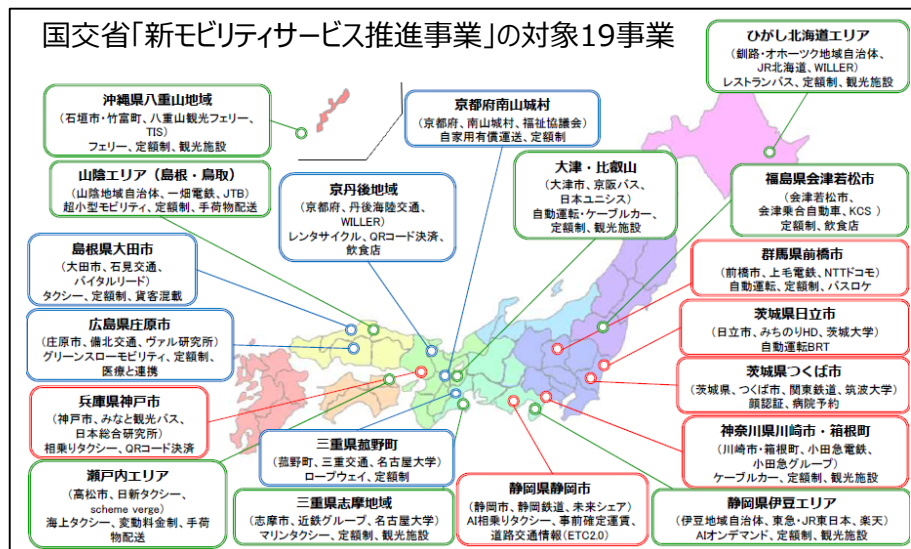 国交省「新モビリティサービス推進事業」の対象19事業
ひがし北海道エリア
(釧路・オホーツク地域自治体、
JR北海道、WILLER)
レストランバス、定額制、観光施設
沖縄県八重山地域
(石垣市・竹富町、八重山観光フェリー、
TIS)
フェリー、定額制、観光施設
京都府南山城村
(京都府、南山城村、福祉協議会)
自家用有償運送、定額制
山陰エリア（島根・鳥取）
(山陰地域自治体、一畑電鉄、JTB)
超小型モビリティ、定額制、手荷物配送
京丹後地域
(京都府、丹後海陸交通、
WILLER)
レンタサイクル、QRコード決済、
飲食店
大津・比叡山
(大津市、京阪バス、
日本ユニシス)
自動運転・ケーブルカー、
定額制、観光施設
福島県会津若松市
(会津若松市、
会津乗合自動車、KCS )
定額制、飲食店
島根県大田市
(大田市、石見交通、
バイタルリード)
タクシー、定額制、貨客混載
群馬県前橋市
(前橋市、上毛電鉄、NTTドコモ)
自動運転、定額制、バスロケ
広島県庄原市
(庄原市、備北交通、ヴァル研究所)
グリーンスローモビリティ、定額制、
医療と連携
茨城県日立市
(日立市、みちのりHD、茨城大学)
自動運転BRT
茨城県つくば市
(茨城県、つくば市、関東鉄道、筑波大学)
顔認証、病院予約
兵庫県神戸市
(神戸市、みなと観光バス、
日本総合研究所)
相乗りタクシー、QRコード決済
神奈川県川崎市・箱根町
(川崎市・箱根町、小田急電鉄、
小田急グループ)
ケーブルカー、定額制、観光施設
三重県菰野町
(菰野町、三重交通、名古屋大学)
ロープウェイ、定額制
瀬戸内エリア
(高松市、日新タクシー、
scheme verge)
海上タクシー、変動料金制、手荷
物配送
三重県志摩地域
(志摩市、近鉄グループ、名古屋大学)
マリンタクシー、定額制、観光施設
静岡県静岡市
(静岡市、静岡鉄道、未来シェア)
AI相乗りタクシー、事前確定運賃、
道路交通情報(ETC2.0)
静岡県伊豆エリア
(伊豆地域自治体、東急・JR東日本、楽天)
AIオンデマンド、定額制、観光施設